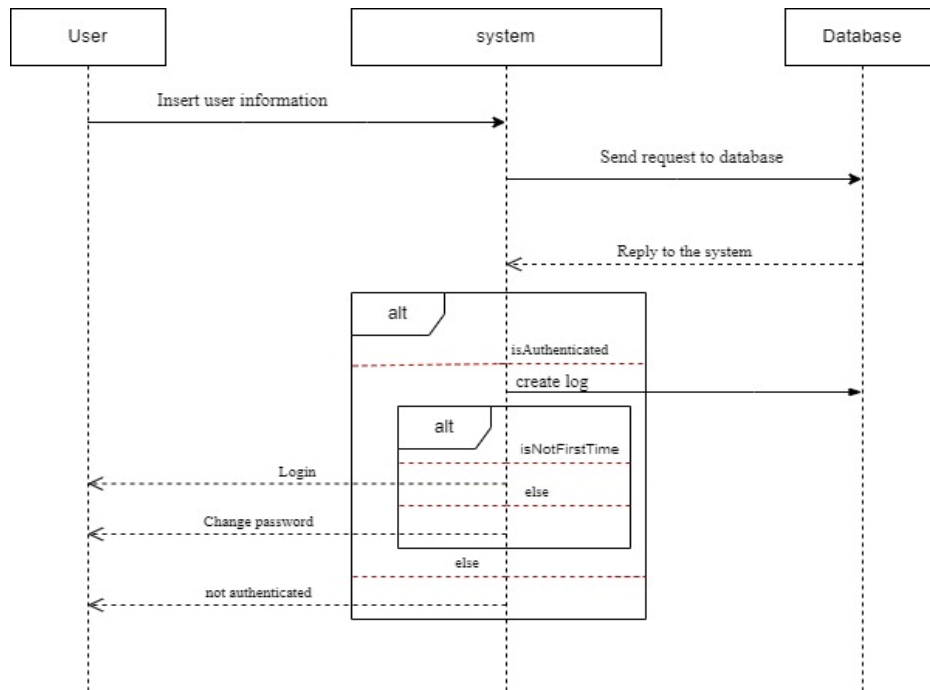 User
system
Database
Insert user information
Send request to database
Reply to the system
alt
isAuthenticated
create log
alt
isNotFirstTime
Login
else
Change password
else
not authenticated